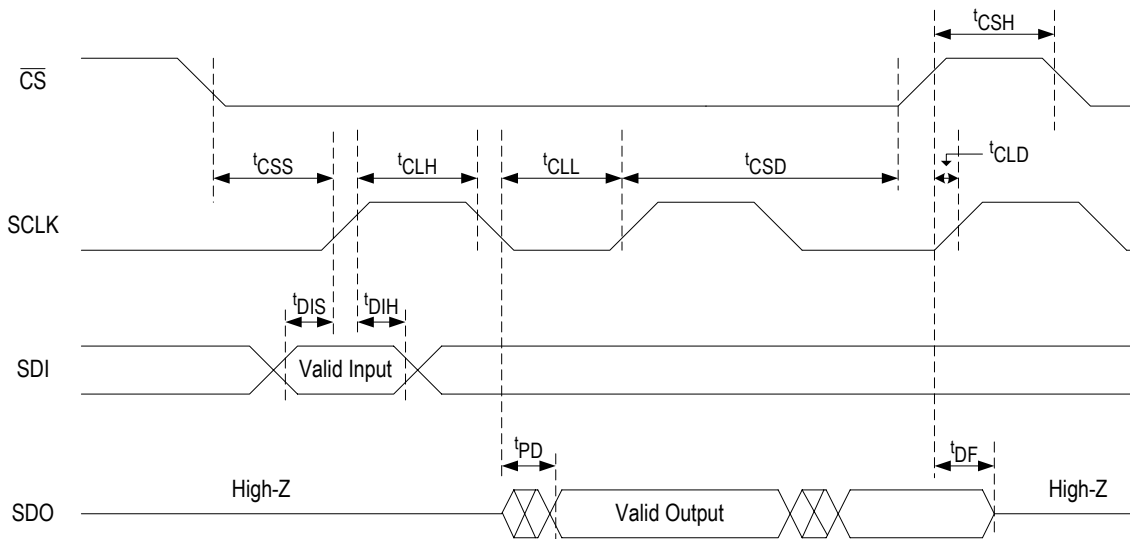 tCSH
CS
tCSS
tCLH
tCLL
tCSD
tCLD
SCLK
tDIS
tDIH
SDI
Valid Input
tPD
tDF
High-Z
Valid Output
High-Z
SDO